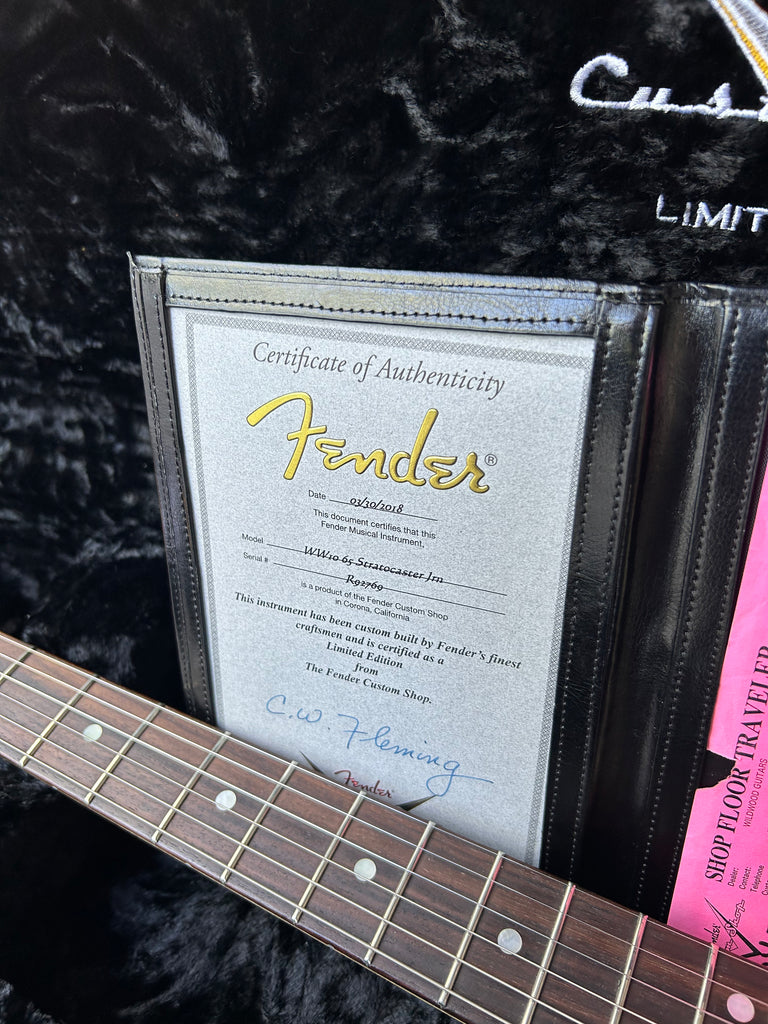 Cus
LIMIT
Certificate of Authenticity
Fender®
Date 03/30/2018
This document certifies that this
Fender Musical Instrument,
Model WW10 65 Stratocaster Jrn
Serial # R92769
is a product of the Fender Custom Shop
in Corona, California
This instrument has been custom built by Fender's finest
craftsmen and is certified as a
Limited Edition
from
The Fender Custom Shop.
C.W. Fleming
Fender
SHOP FLOOR TRAVELER
WILDWOOD GUITARS
Dealer:
Contact:
Telephone